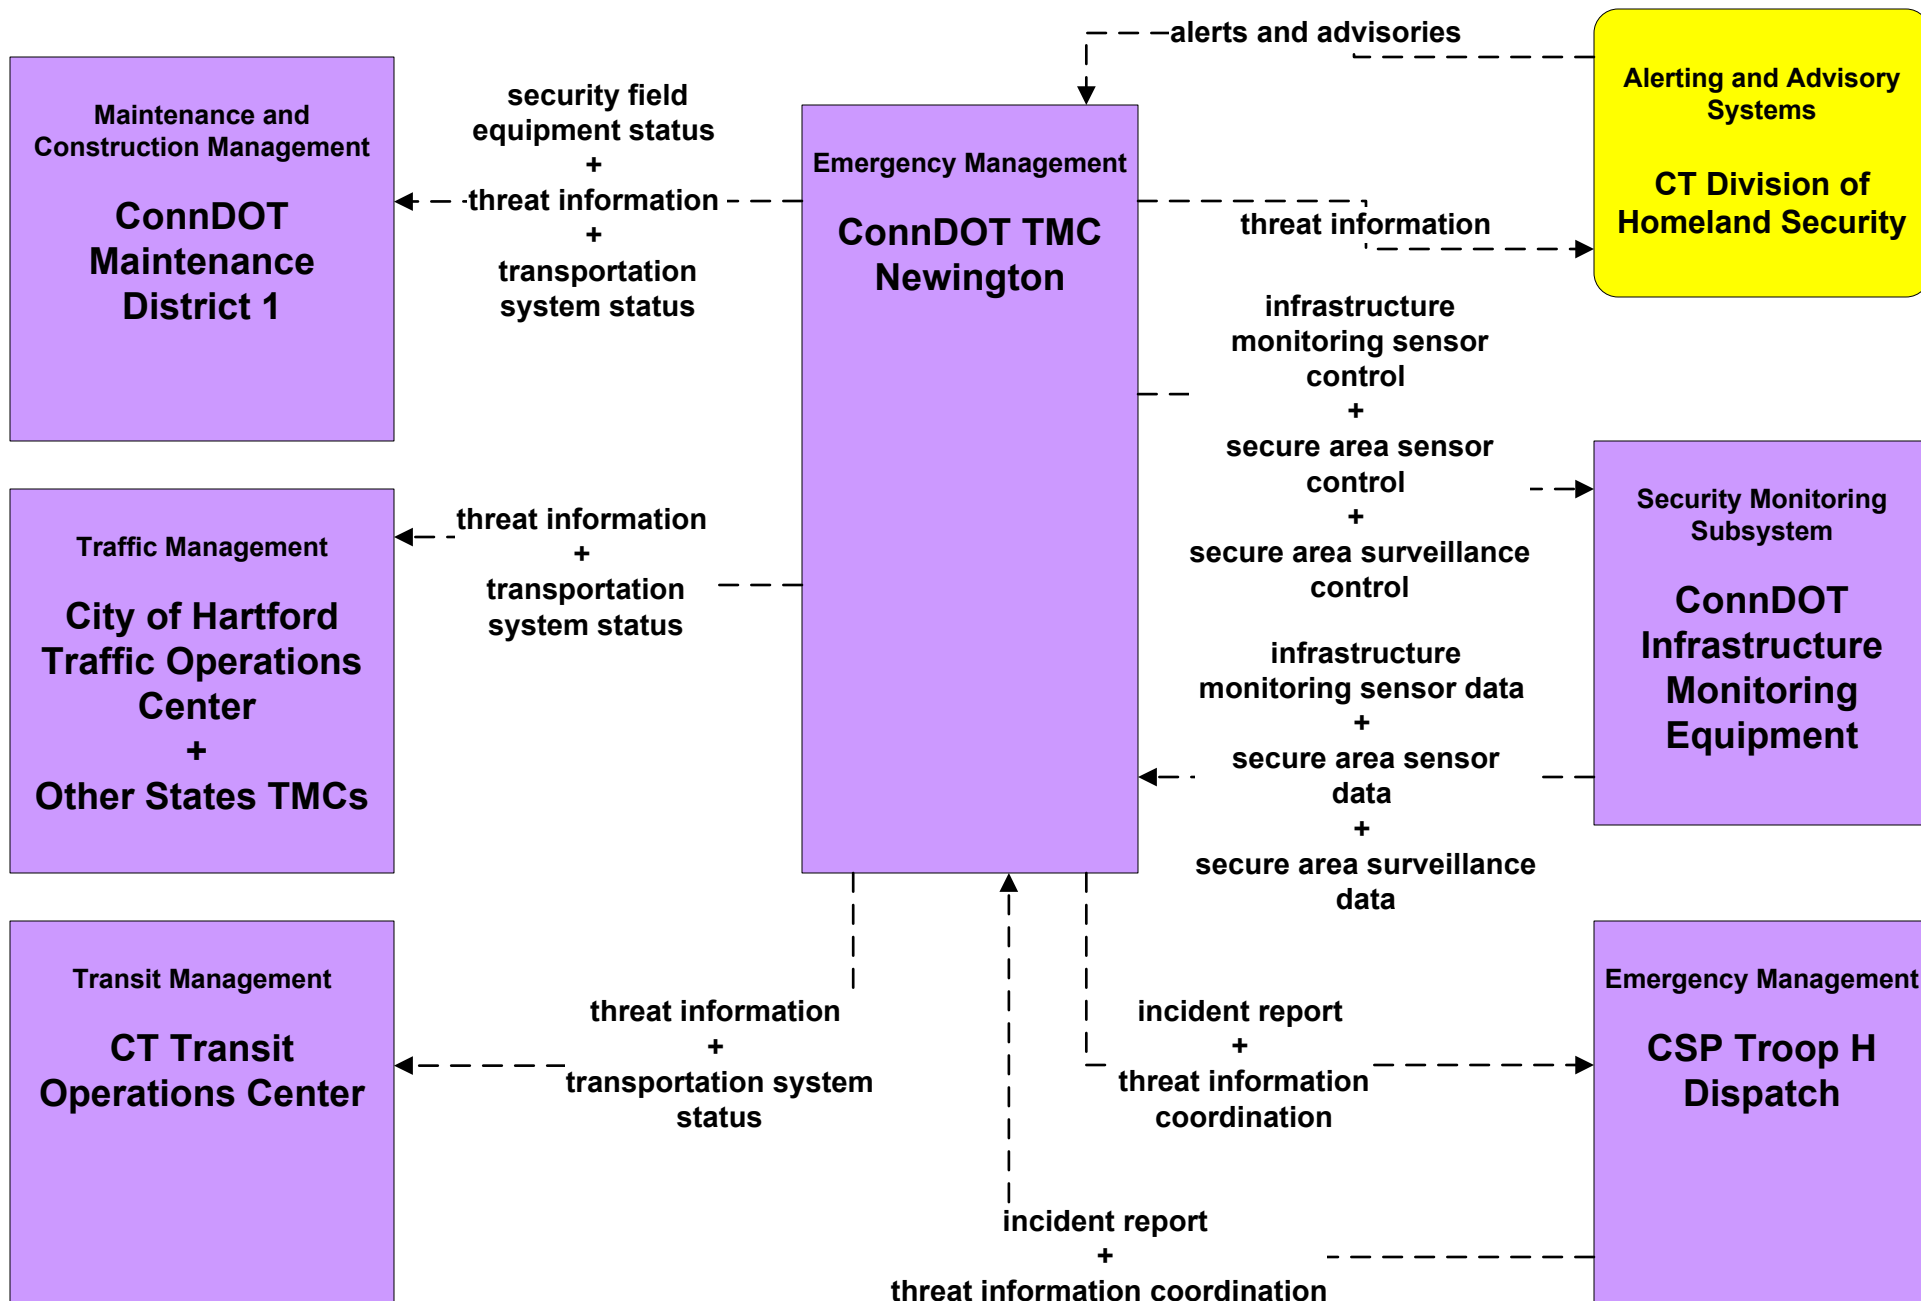 Maintenance and
Construction Management
ConnDOT
Maintenance
District 1
security field
equipment status
+
threat information
+
transportation
system status
Emergency Management
ConnDOT TMC
Newington
alerts and advisories
threat information
Alerting and Advisory
Systems
CT Division of
Homeland Security
infrastructure
monitoring sensor
control
+
secure area sensor
control
+
secure area surveillance
control
Traffic Management
City of Hartford
Traffic Operations
Center
+
Other States TMCs
threat information
+
transportation
system status
infrastructure
monitoring sensor data
+
secure area sensor
data
+
secure area surveillance
data
Security Monitoring
Subsystem
ConnDOT
Infrastructure
Monitoring
Equipment
Transit Management
CT Transit
Operations Center
threat information
+
transportation system
status
incident report
+
threat information
coordination
Emergency Management
CSP Troop H
Dispatch
incident report
+
threat information coordination